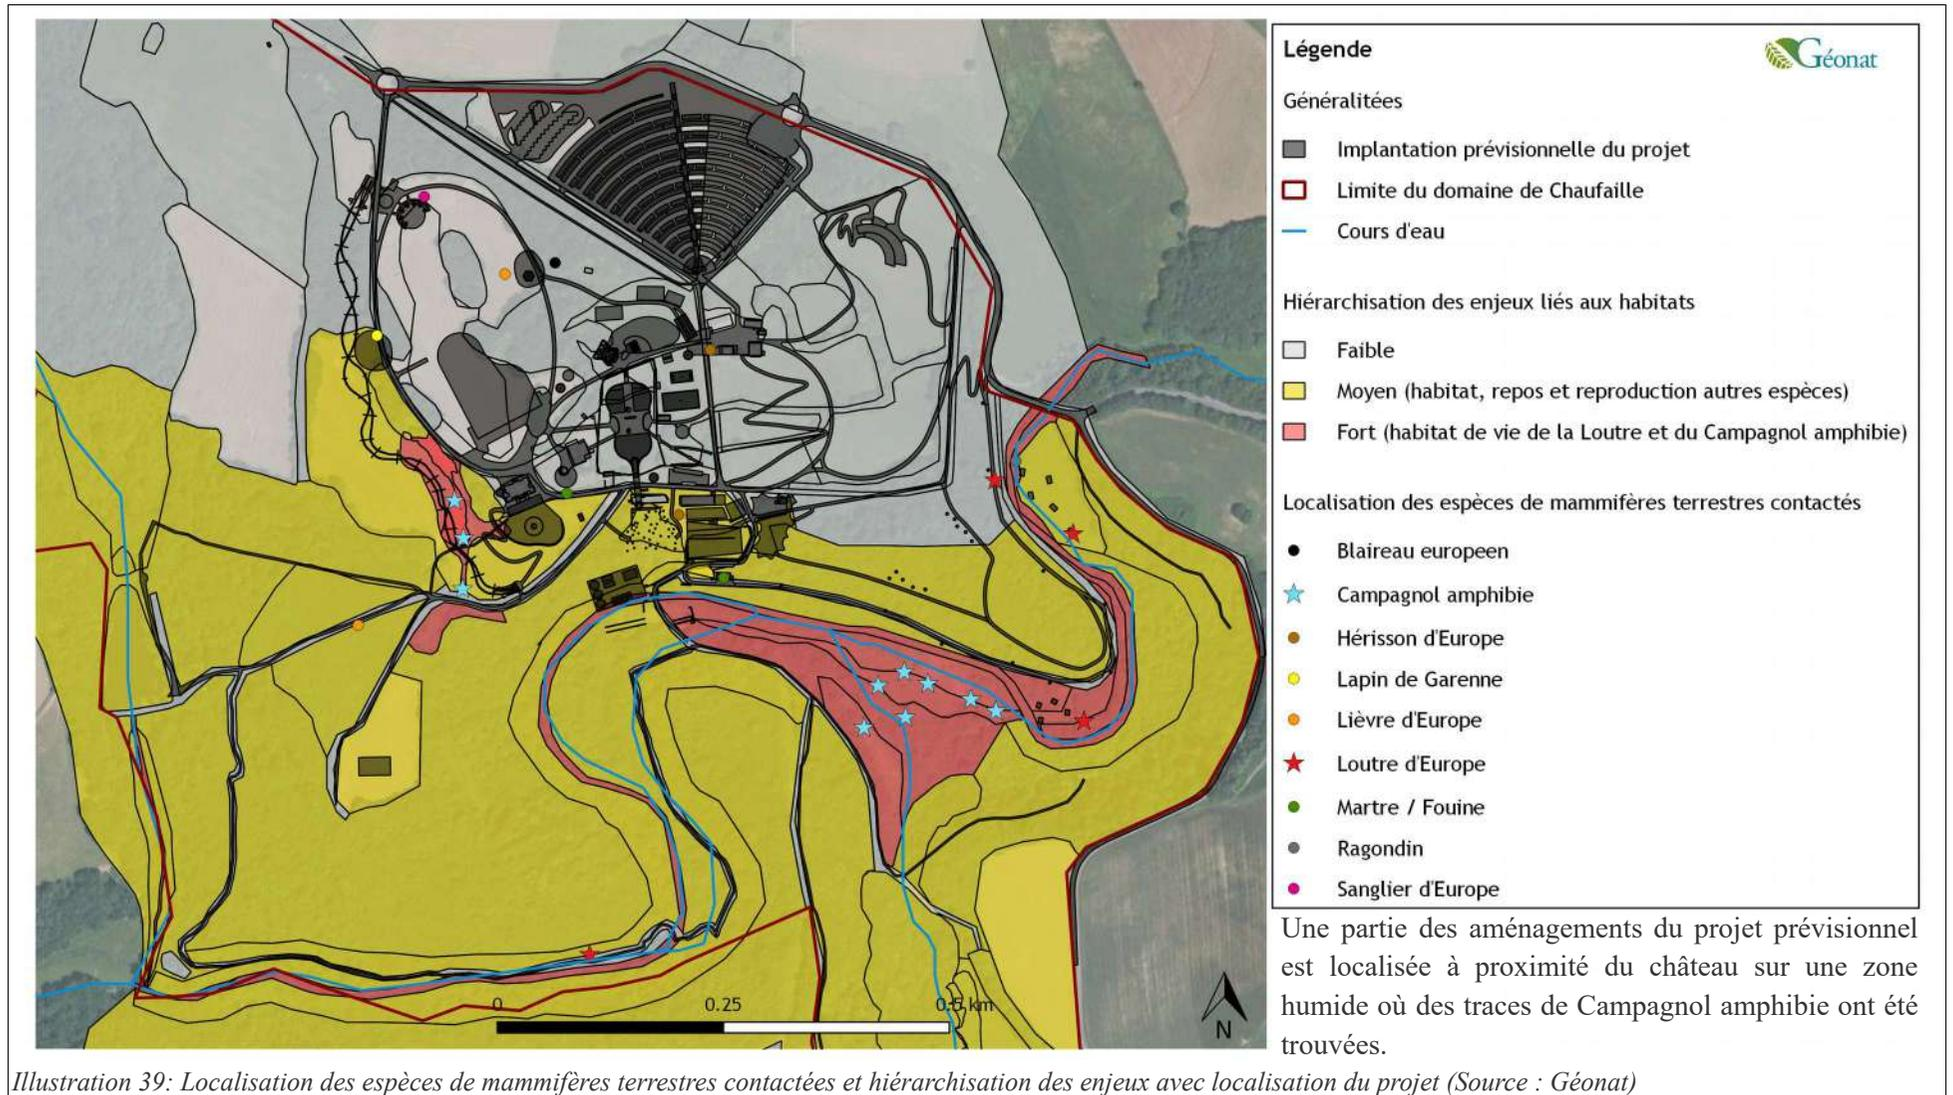 Légende
Géonat
Généralitées
Implantation prévisionnelle du projet
Limite du domaine de Chaufaille
Cours d'eau
Hiérarchisation des enjeux liés aux habitats
Faible
Moyen (habitat, repos et reproduction autres espèces)
Fort (habitat de vie de la Loutre et du Campagnol amphibie)
Localisation des espèces de mammifères terrestres contactés
Blaireau europeen
Campagnol amphibie
Hérisson d'Europe
Lapin de Garenne
Lièvre d'Europe
Loutre d'Europe
Martre / Fouine
Ragondin
Sanglier d'Europe
0 0.25 0.5 km
N
Une partie des aménagements du projet prévisionnel
est localisée à proximité du château sur une zone
humide où des traces de Campagnol amphibie ont été
trouvées.
Illustration 39: Localisation des espèces de mammifères terrestres contactées et hiérarchisation des enjeux avec localisation du projet (Source : Géonat)